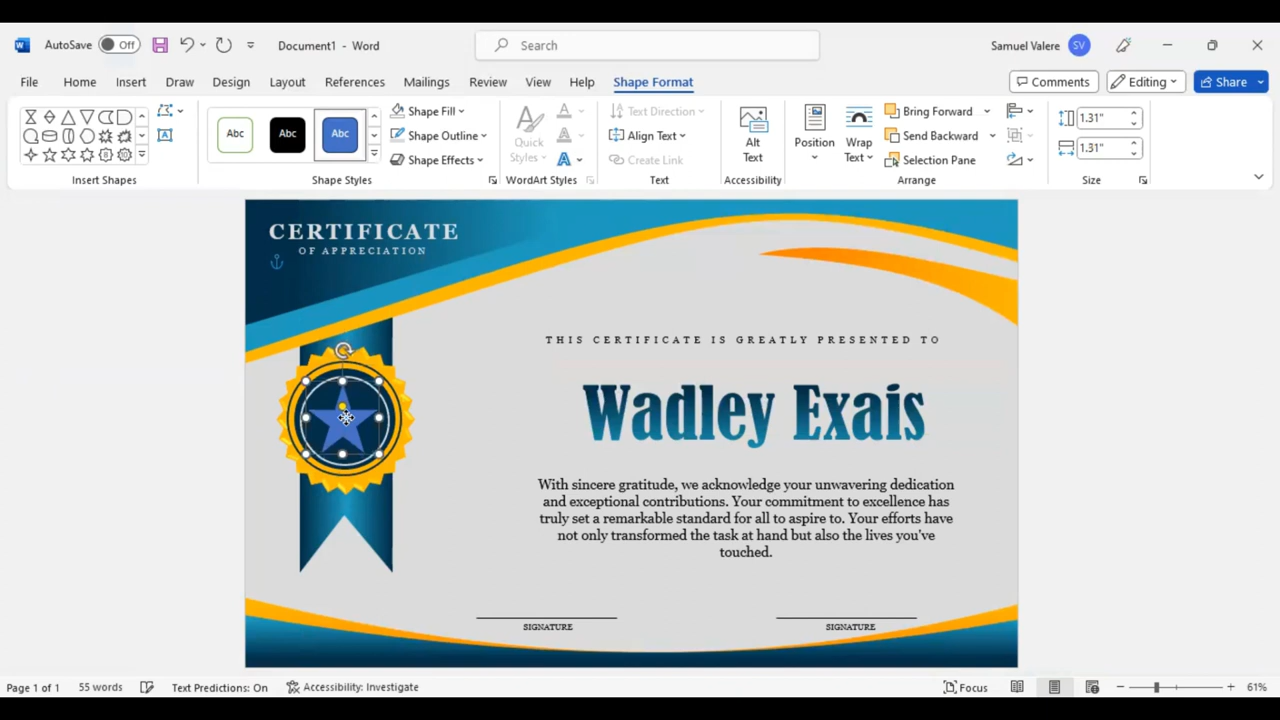 AutoSave Off Document1 - Word Search Samuel Valere SV
File Home Insert Draw Design Layout References Mailings Review View Help Shape Format Comments Editing Share
Shape Fill Text Direction Bring Forward 1.31"
Abc Abc Abc Shape Outline Quick Styles Align Text Alt Text Position Wrap Text Send Backward 1.31"
Shape Effects Create Link Selection Pane
Insert Shapes Shape Styles WordArt Styles Text Accessibility Arrange Size
CERTIFICATE
OF APPRECIATION
THIS CERTIFICATE IS GREATLY PRESENTED TO
Wadley Exais
With sincere gratitude, we acknowledge your unwavering dedication
and exceptional contributions. Your commitment to excellence has
truly set a remarkable standard for all to aspire to. Your efforts have
not only transformed the task at hand but also the lives you've
touched.
SIGNATURE SIGNATURE
Page 1 of 1 55 words Text Predictions: On Accessibility: Investigate Focus 61%